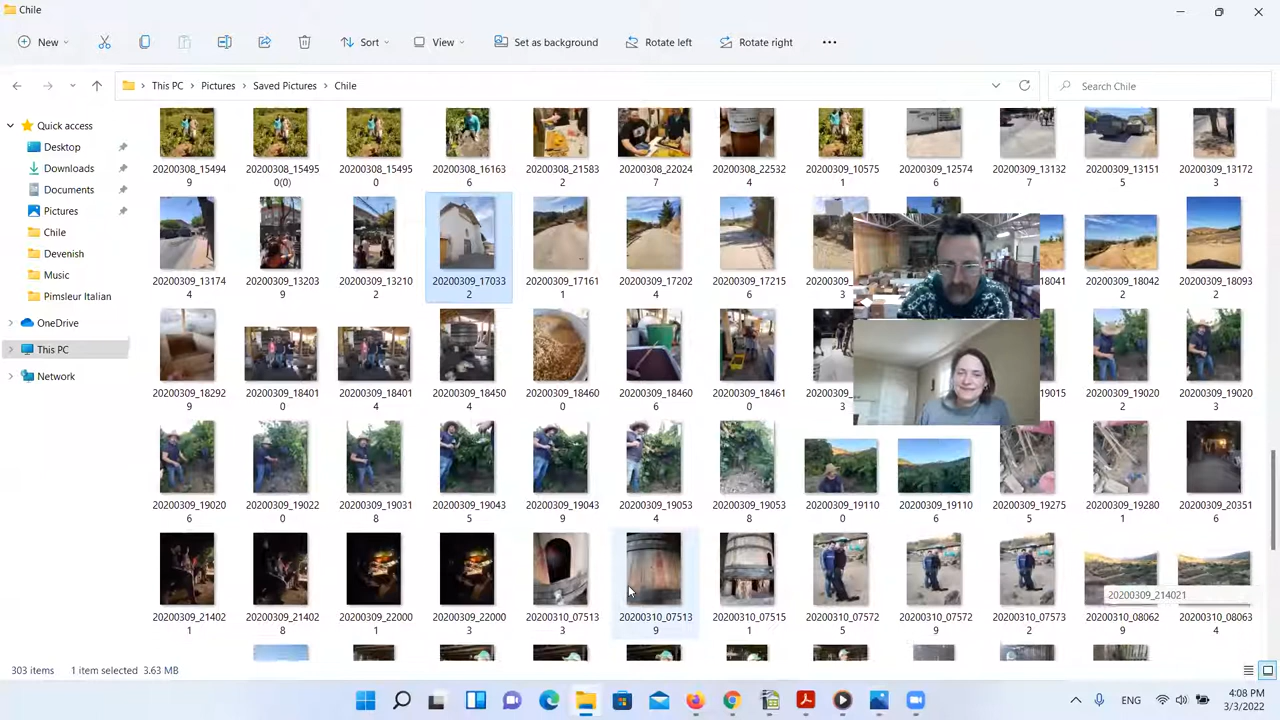 Chile
New
Sort
View
Set as background
Rotate left
Rotate right
This PC
Pictures
Saved Pictures
Chile
Search Chile
Quick access
Desktop
Downloads
Documents
Pictures
Chile
Devenish
Music
Pimsleur Italian
OneDrive
This PC
Network
20200308_15494 20200308_15495 20200308_15495 20200308_16163 20200308_21583 20200308_22024 20200308_22532 20200309_10575 20200309_12574 20200309_13132 20200309_13151 20200309_13172
9 0(0) 0 6 2 7 4 1 6 7 5 3
20200309_13174 20200309_13203 20200309_13210 20200309_17033 20200309_17161 20200309_17202 20200309_17215 18041 20200309_18042 20200309_18093
4 9 2 2 1 4 6 2 2
20200309_18292 20200309_18401 20200309_18401 20200309_18450 20200309_18460 20200309_18460 20200309_18461 19015 20200309_19020 20200309_19020
9 0 4 4 0 6 0 3 2 3
20200309_19020 20200309_19022 20200309_19031 20200309_19043 20200309_19043 20200309_19053 20200309_19053 20200309_19110 20200309_19110 20200309_19275 20200309_19280 20200309_20351
6 0 8 5 9 4 8 0 6 5 1 6
20200309_214021
20200309_21402 20200309_21402 20200309_22000 20200309_22000 20200310_07513 20200310_07513 20200310_07515 20200310_07572 20200310_07572 20200310_07573 20200310_08062 20200310_08063
1 8 1 3 3 9 1 5 9 2 9 4
303 items 1 item selected 3.63 MB
ENG
4:08 PM
3/3/2022